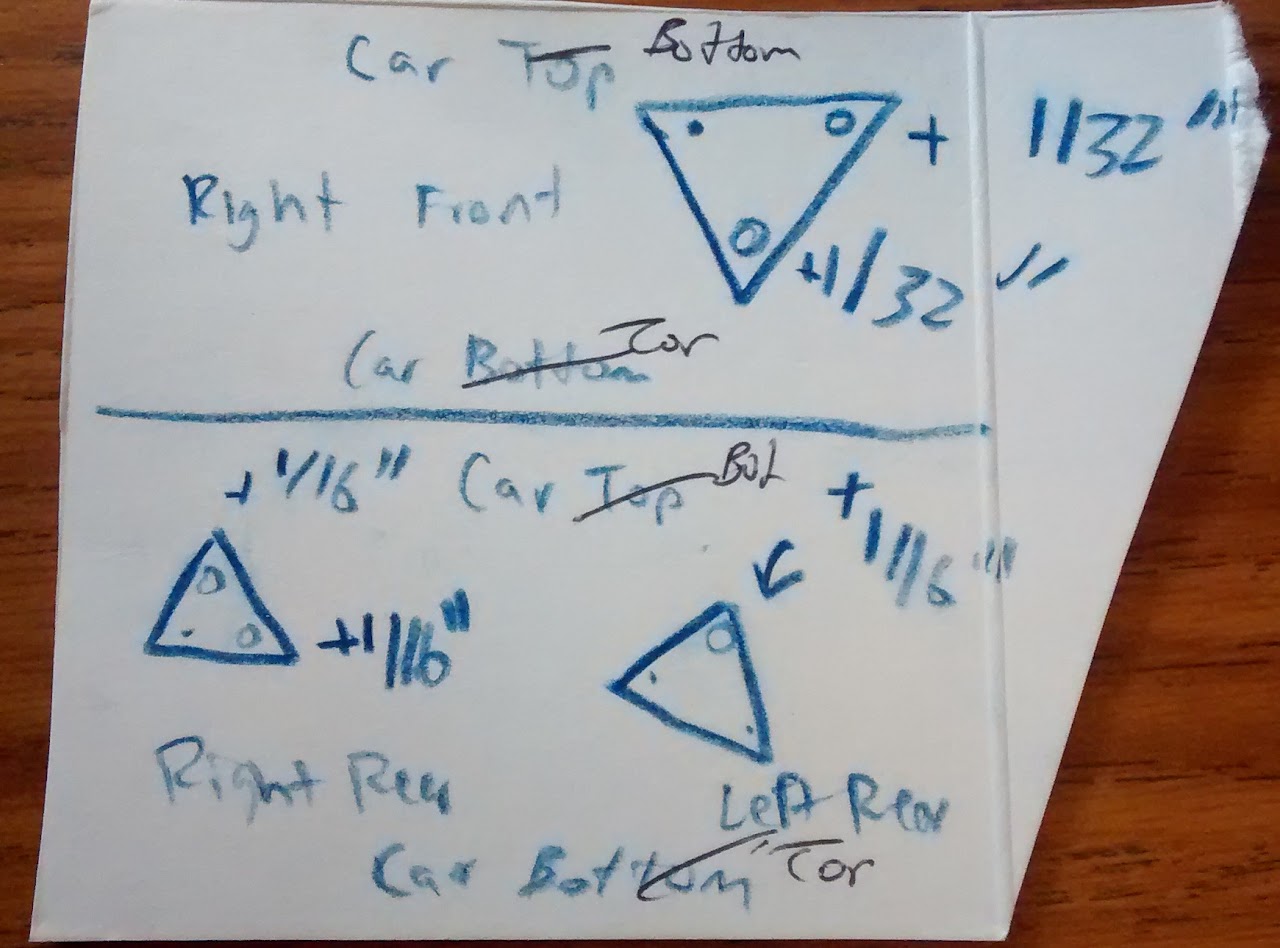 Car Top Bottom
+ 1/32"
Right Front
+1/32"
Car Bottom Top
+ 1/16" Car Top Bot +1/16"
+1/16"
Right Rear
Left Rear
Car Bottom Top